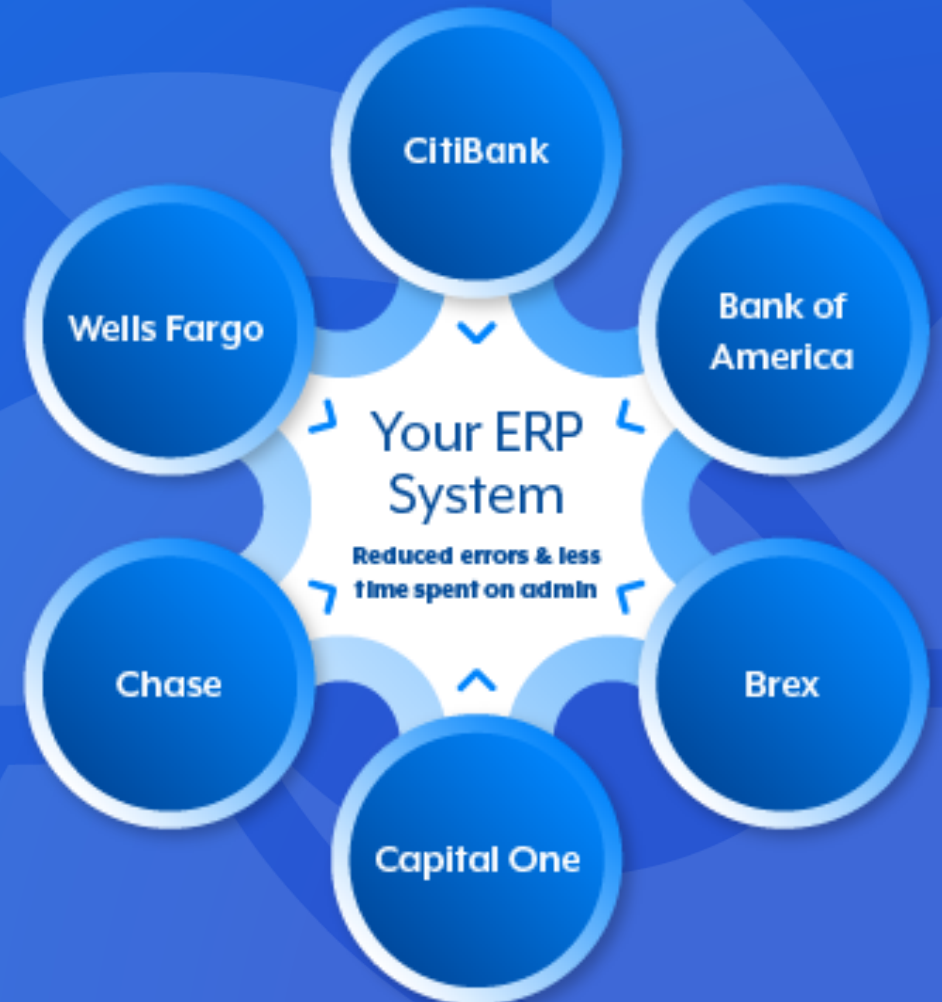 CitiBank
Wells Fargo
Bank of
America
Your ERP
System
Reduced errors & less
time spent on admin
Chase
Brex
Capital One